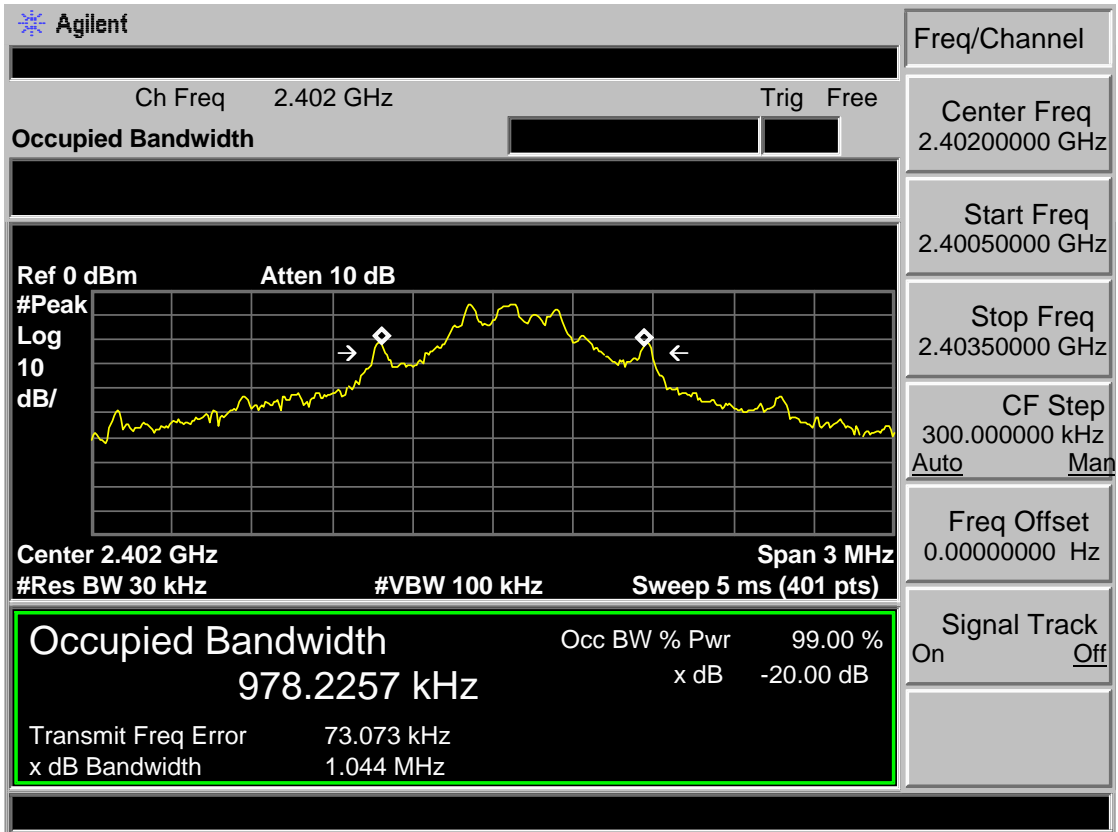 Agilent
Ch Freq 2.402 GHz Trig Free
Occupied Bandwidth
Ref 0 dBm Atten 10 dB
#Peak
Log
10
dB/
Center 2.402 GHz Span 3 MHz
#Res BW 30 kHz #VBW 100 kHz Sweep 5 ms (401 pts)
Occupied Bandwidth
978.2257 kHz
Occ BW % Pwr 99.00 %
x dB -20.00 dB
Transmit Freq Error 73.073 kHz
x dB Bandwidth 1.044 MHz
Freq/Channel
Center Freq
2.40200000 GHz
Start Freq
2.40050000 GHz
Stop Freq
2.40350000 GHz
CF Step
300.000000 kHz
Auto Man
Freq Offset
0.00000000 Hz
Signal Track
On Off